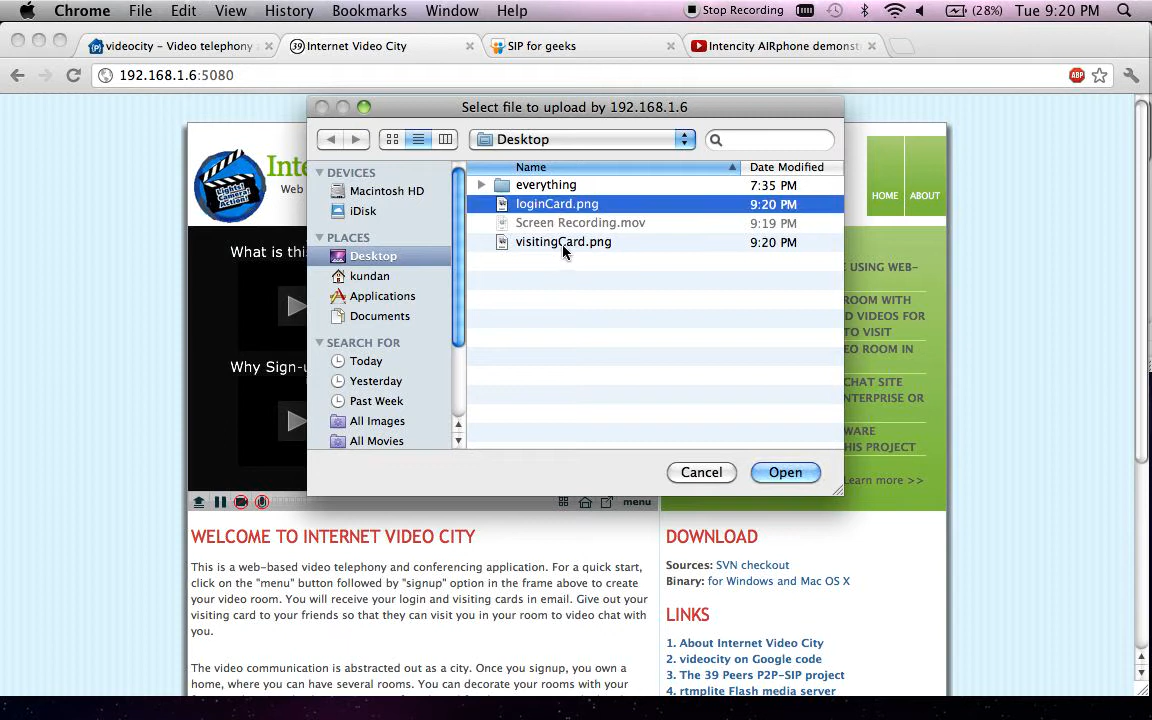 Chrome File Edit View History Bookmarks Window Help Stop Recording (28%) Tue 9:20 PM
videocity – Video telephony
Internet Video City
SIP for geeks
Intencity AIRphone demonst
192.168.1.6:5080
ABP
Select file to upload by 192.168.1.6
Desktop
DEVICES
Macintosh HD
iDisk
PLACES
Desktop
kundan
Applications
Documents
SEARCH FOR
Today
Yesterday
Past Week
All Images
All Movies
Name Date Modified
everything 7:35 PM
loginCard.png 9:20 PM
Screen Recording.mov 9:19 PM
visitingCard.png 9:20 PM
Cancel Open
Lights! Camera! Action
Inte
Web
HOME ABOUT
What is
Why Sign-u
USING WEB-
ROOM WITH
D VIDEOS FOR
TO VISIT
EO ROOM IN
CHAT SITE
NTERPRISE OR
WARE
HIS PROJECT
Learn more >>
menu
WELCOME TO INTERNET VIDEO CITY
This is a web-based video telephony and conferencing application. For a quick start,
click on the "menu" button followed by "signup" option in the frame above to create
your video room. You will receive your login and visiting cards in email. Give out your
visiting card to your friends so that they can visit you in your room to video chat with
you.
The video communication is abstracted out as a city. Once you signup, you own a
home, where you can have several rooms. You can decorate your rooms with your
DOWNLOAD
Sources: SVN checkout
Binary: for Windows and Mac OS X
LINKS
1. About Internet Video City
2. videocity on Google code
3. The 39 Peers P2P-SIP project
4. rtmplite Flash media server